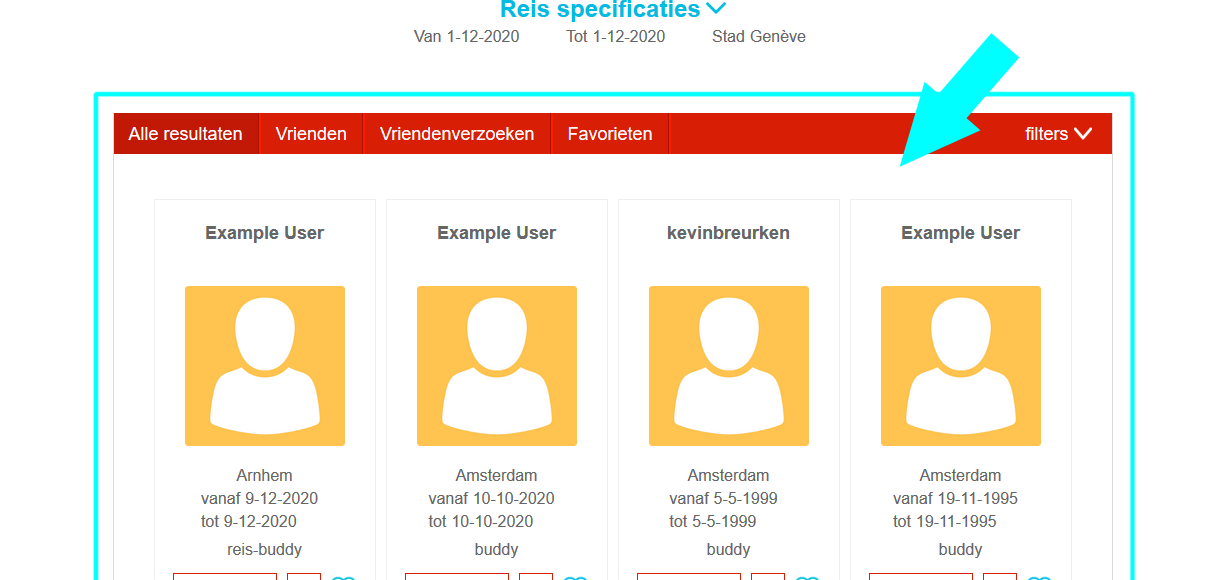 Reis specificaties
Van 1-12-2020 Tot 1-12-2020 Stad Genève
Alle resultaten Vrienden Vriendenverzoeken Favorieten filters
Example User Example User kevinbreurken Example User
Arnhem Amsterdam Amsterdam Amsterdam
vanaf 9-12-2020 vanaf 10-10-2020 vanaf 5-5-1999 vanaf 19-11-1995
tot 9-12-2020 tot 10-10-2020 tot 5-5-1999 tot 19-11-1995
reis-buddy buddy buddy buddy